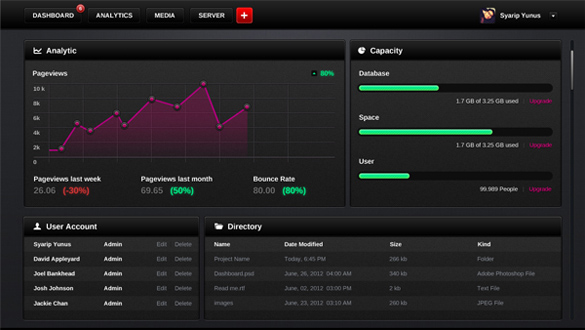 DASHBOARD 6 ANALYTICS MEDIA SERVER + Syarip Yunus
Analytic
Pageviews 80%
10 k
8k
6k
4k
2k
0
Pageviews last week Pageviews last month Bounce Rate
26.06 (-30%) 69.65 (50%) 80.00 (80%)
Capacity
Database
1.7 GB of 3.25 GB used | Upgrade
Space
1.7 GB of 3.25 GB used | Upgrade
User
99.989 People | Upgrade
User Account
Syarip Yunus Admin Edit Delete
David Appleyard Admin Edit Delete
Joel Bankhead Admin Edit Delete
Josh Johnson Admin Edit Delete
Jackie Chan Admin Edit Delete
Directory
Name Date Modified Size Kind
Project Name Today, 6:45 PM 266 kb Folder
Dashboard.psd June, 26, 2012 04:00 AM 340 kb Adobe Photoshop File
Read me.rtf June, 02, 2012 03:00 PM 2 kb Text File
images June, 23, 2012 03:10 AM 260 kb JPEG File